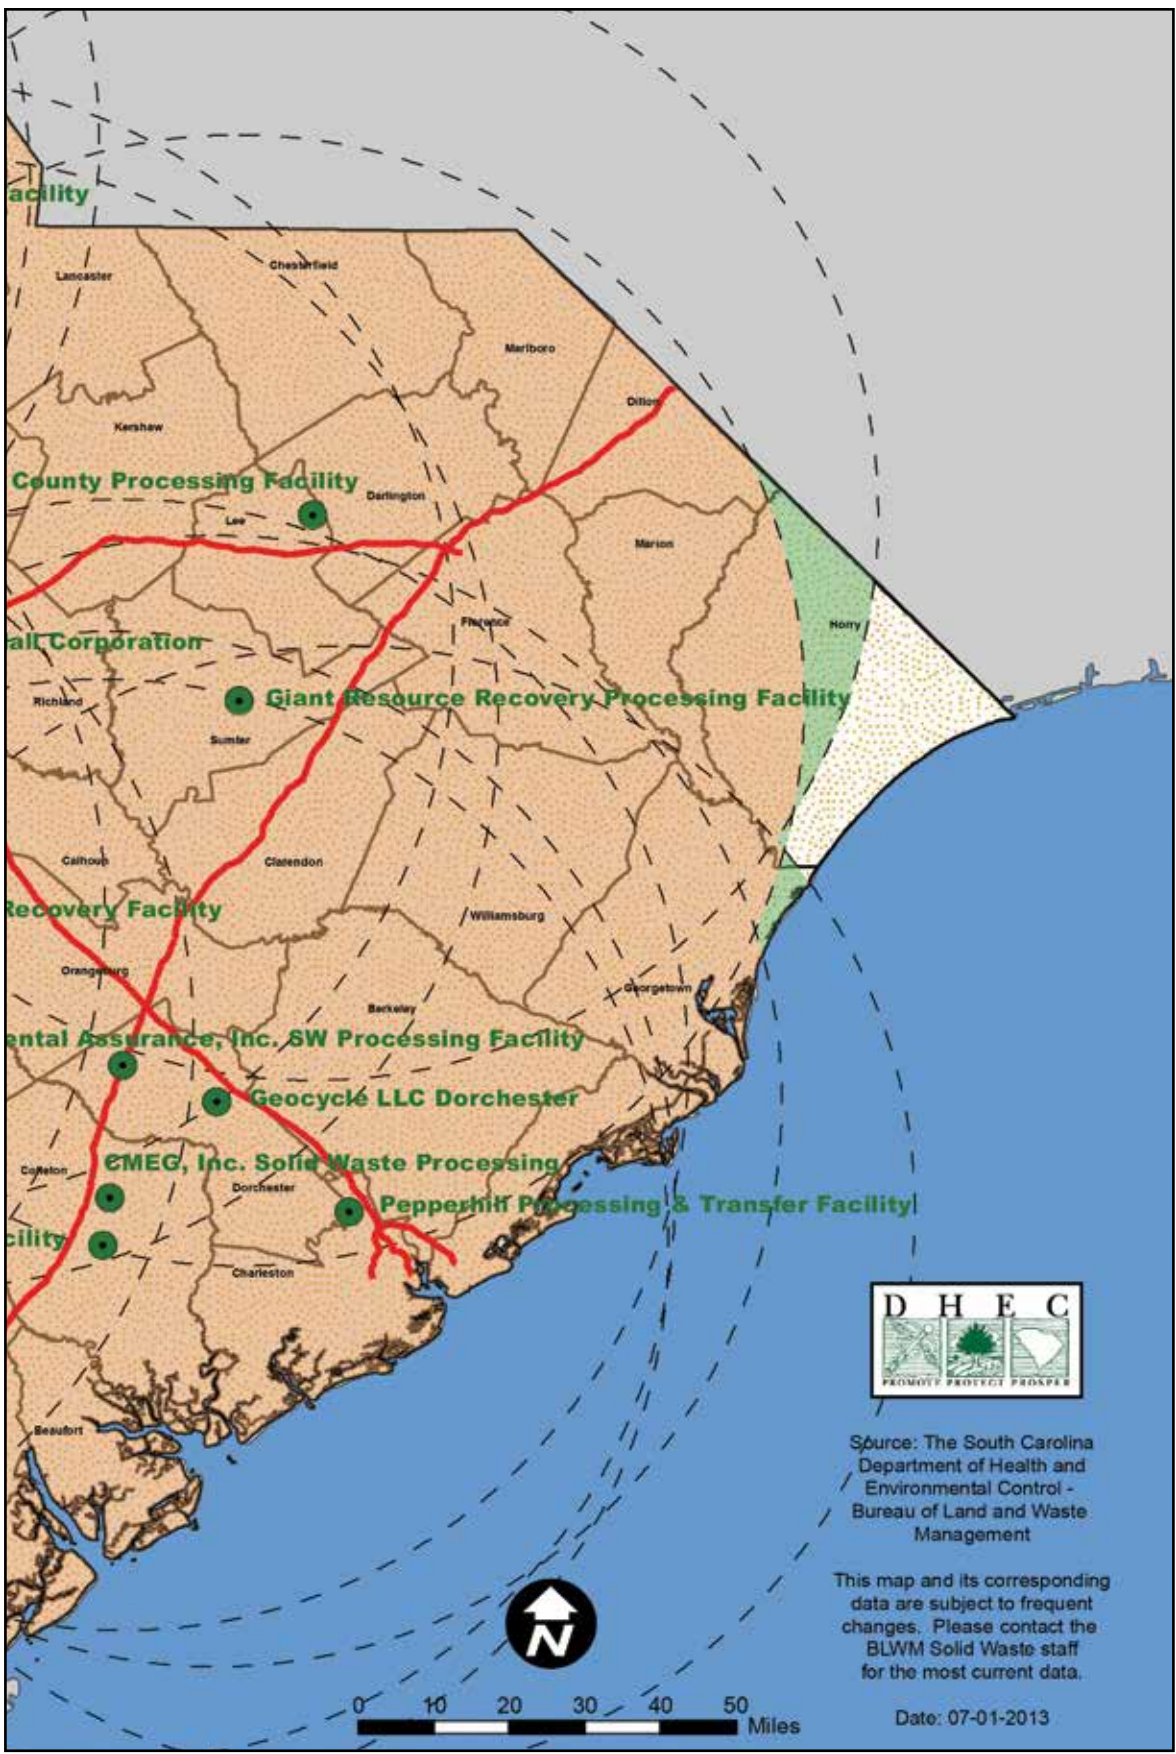 acility
Lancaster
Chesterfield
Marlboro
Dillon
Kershaw
County Processing Facility
Darlington
Lee
Marion
Florence
Horry
all Corporation
Richland
Giant Resource Recovery Processing Facility
Sumter
Calhoun
Clarendon
Recovery Facility
Williamsburg
Orangeburg
Georgetown
Berkeley
ental Assurance, Inc. SW Processing Facility
Geocycle LLC Dorchester
CMEG, Inc. Solid Waste Processing
Colleton
Dorchester
Pepperhill Processing & Transfer Facility
cility
Charleston
D H E C
PROMOTE PROTECT PROSPER
Beaufort
Source: The South Carolina
Department of Health and
Environmental Control -
Bureau of Land and Waste
Management
This map and its corresponding
data are subject to frequent
changes. Please contact the
BLWM Solid Waste staff
for the most current data.
N
0 10 20 30 40 50
Miles
Date: 07-01-2013